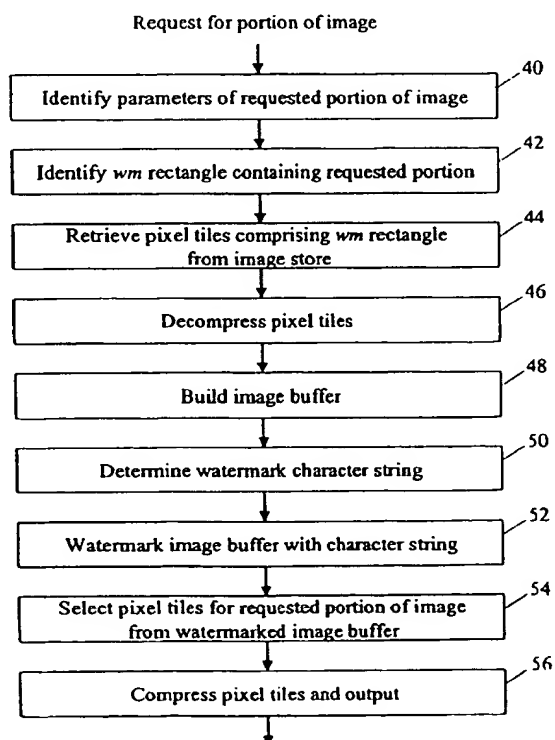 Request for portion of image
40
Identify parameters of requested portion of image
42
Identify wm rectangle containing requested portion
44
Retrieve pixel tiles comprising wm rectangle
from image store
46
Decompress pixel tiles
48
Build image buffer
50
Determine watermark character string
52
Watermark image buffer with character string
54
Select pixel tiles for requested portion of image
from watermarked image buffer
56
Compress pixel tiles and output